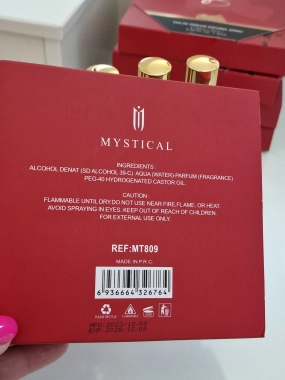 MYSTICAL
INGREDIENTS:
ALCOHOL DENAT (SD ALCOHOL 39-C) AQUA (WATER)·PARFUM (FRAGRANCE)
PEG-40 HYDROGENATED CASTOR OIL
CAUTION:
FLAMMABLE UNTIL DRY.DO NOT USE NEAR FIRE,FLAME, OR HEAT.
AVOID SPRAYING IN EYES. KEEP OUT OF REACH OF CHILDREN.
FOR EXTERNAL USE ONLY.
REF:MT809
MADE IN P.R.C.
6 936664 326764